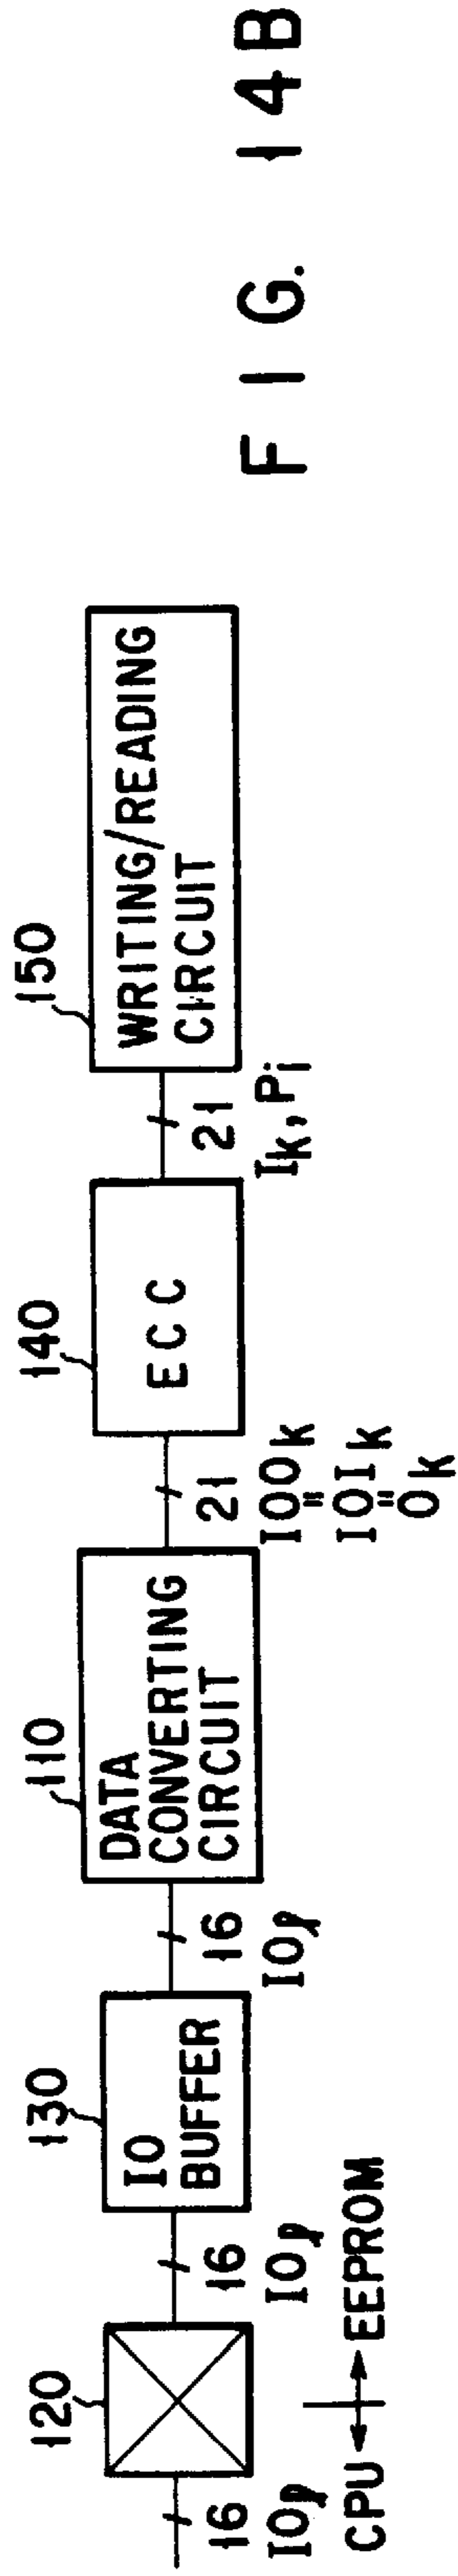 120
130
110
140
150
IO
BUFFER
DATA
CONVERTING
CIRCUIT
E C C
WRITING/READING
CIRCUIT
16
IOℓ
16
IOℓ
16
IOℓ
21
IOOk
=
IOIk
=
Ok
21
Ik, Pi
CPU
EEPROM
FIG. 14B